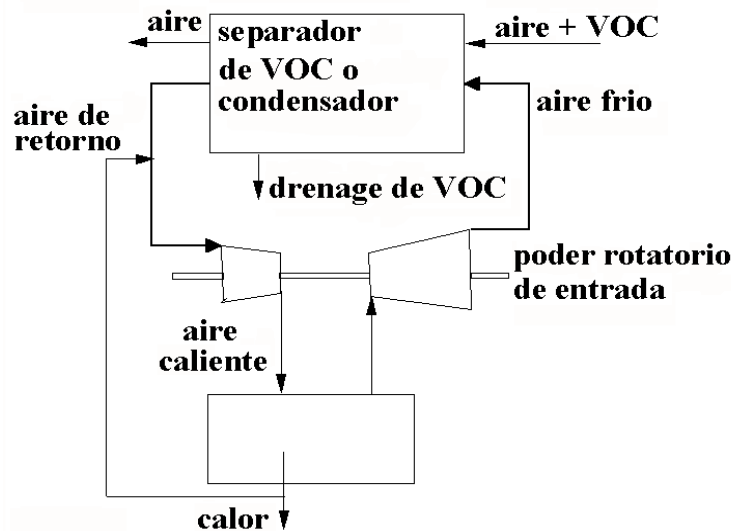 aire
separador
de VOC o
condensador
aire + VOC
aire frio
aire de
retorno
drenage de VOC
poder rotatorio
de entrada
aire
caliente
calor